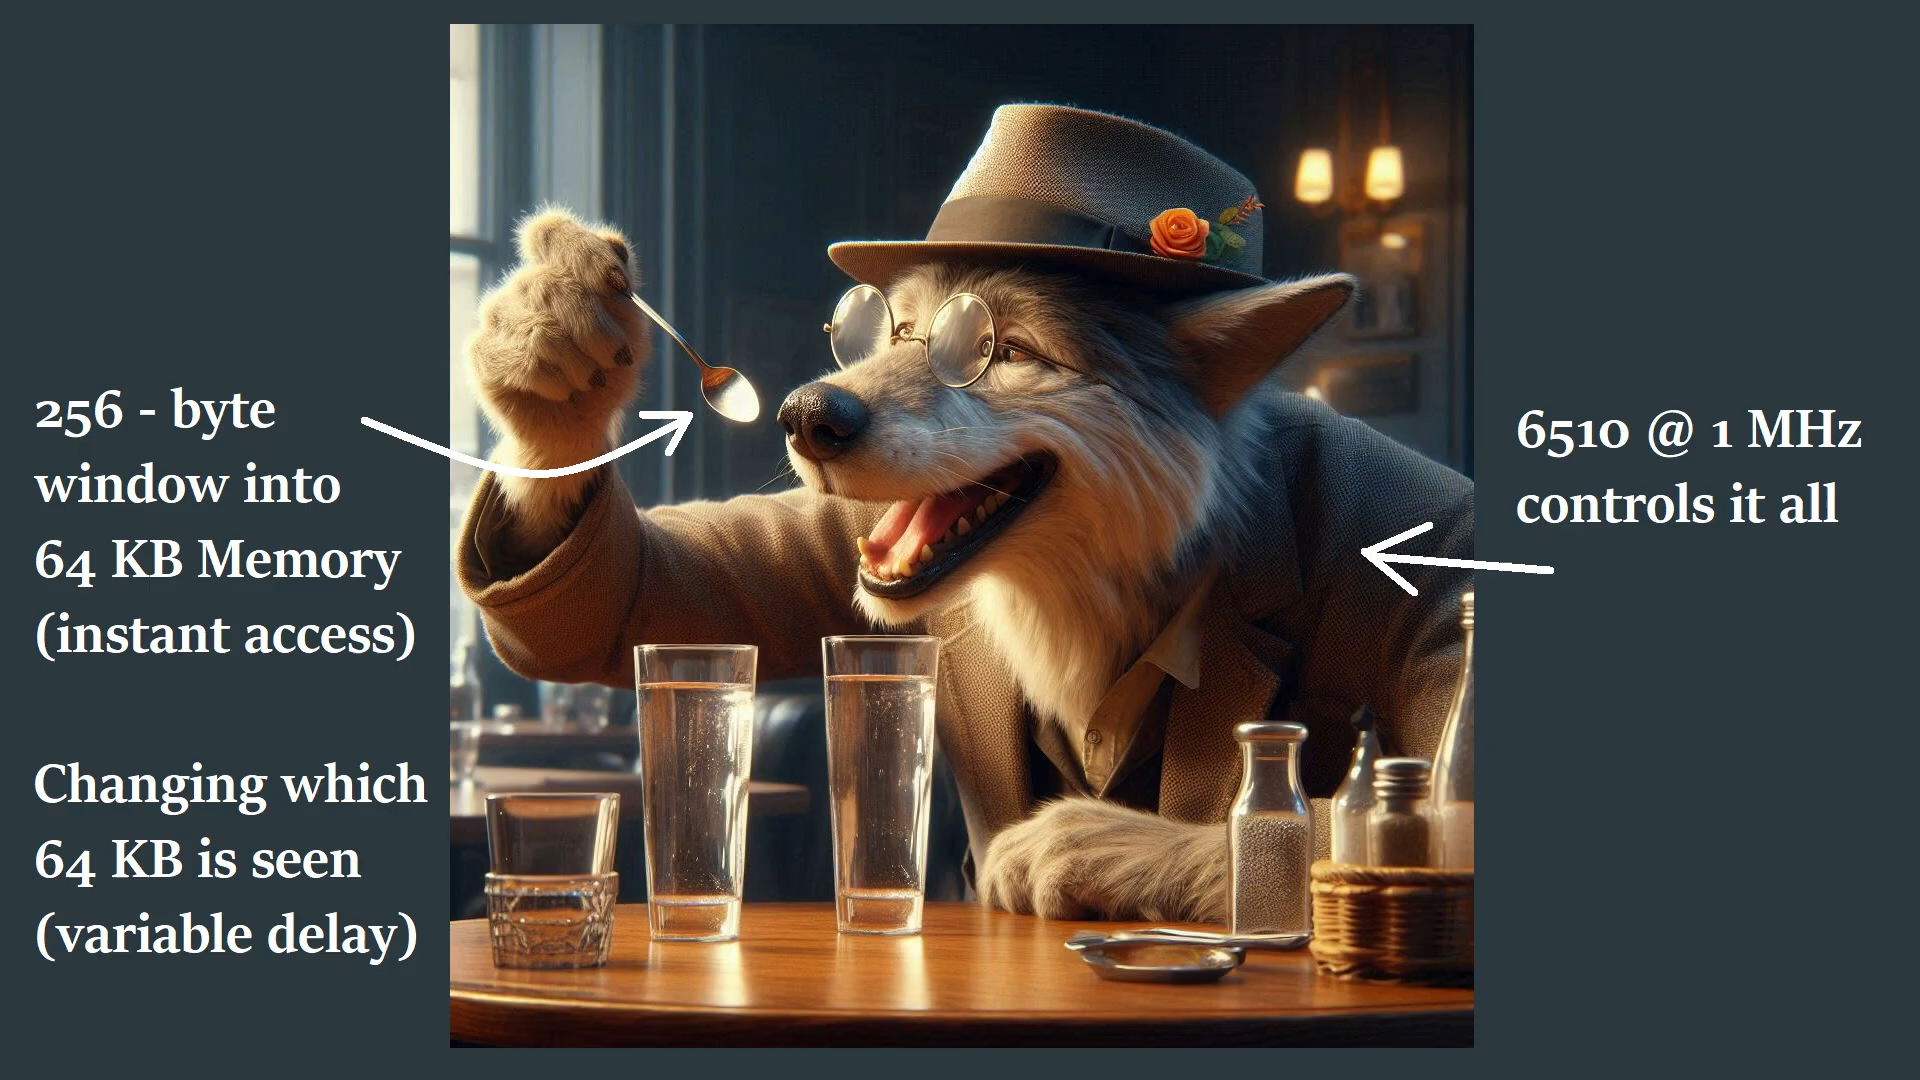 256 - byte
window into
64 KB Memory
(instant access)
Changing which
64 KB is seen
(variable delay)
6510 @ 1 MHz
controls it all